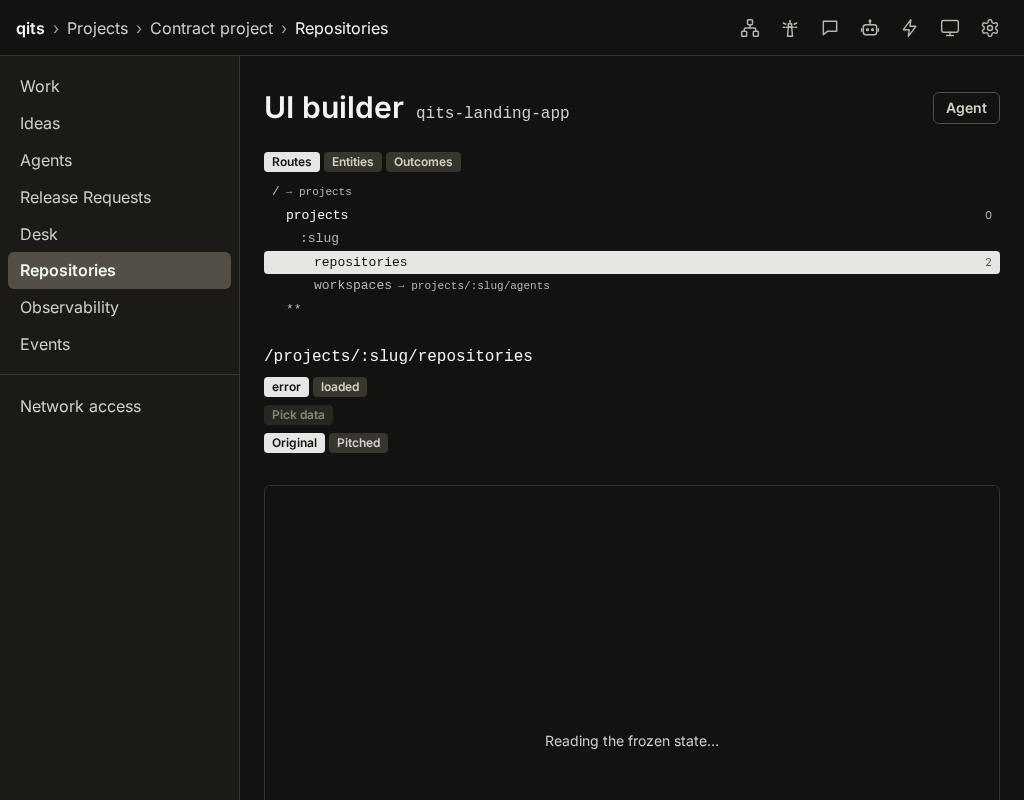 qits › Projects › Contract project › Repositories
Work
Ideas
Agents
Release Requests
Desk
Repositories
Observability
Events
Network access
UI builder qits-landing-app
Agent
Routes Entities Outcomes
/ → projects
projects 0
:slug
repositories 2
workspaces → projects/:slug/agents
**
/projects/:slug/repositories
error loaded
Pick data
Original Pitched
Reading the frozen state...